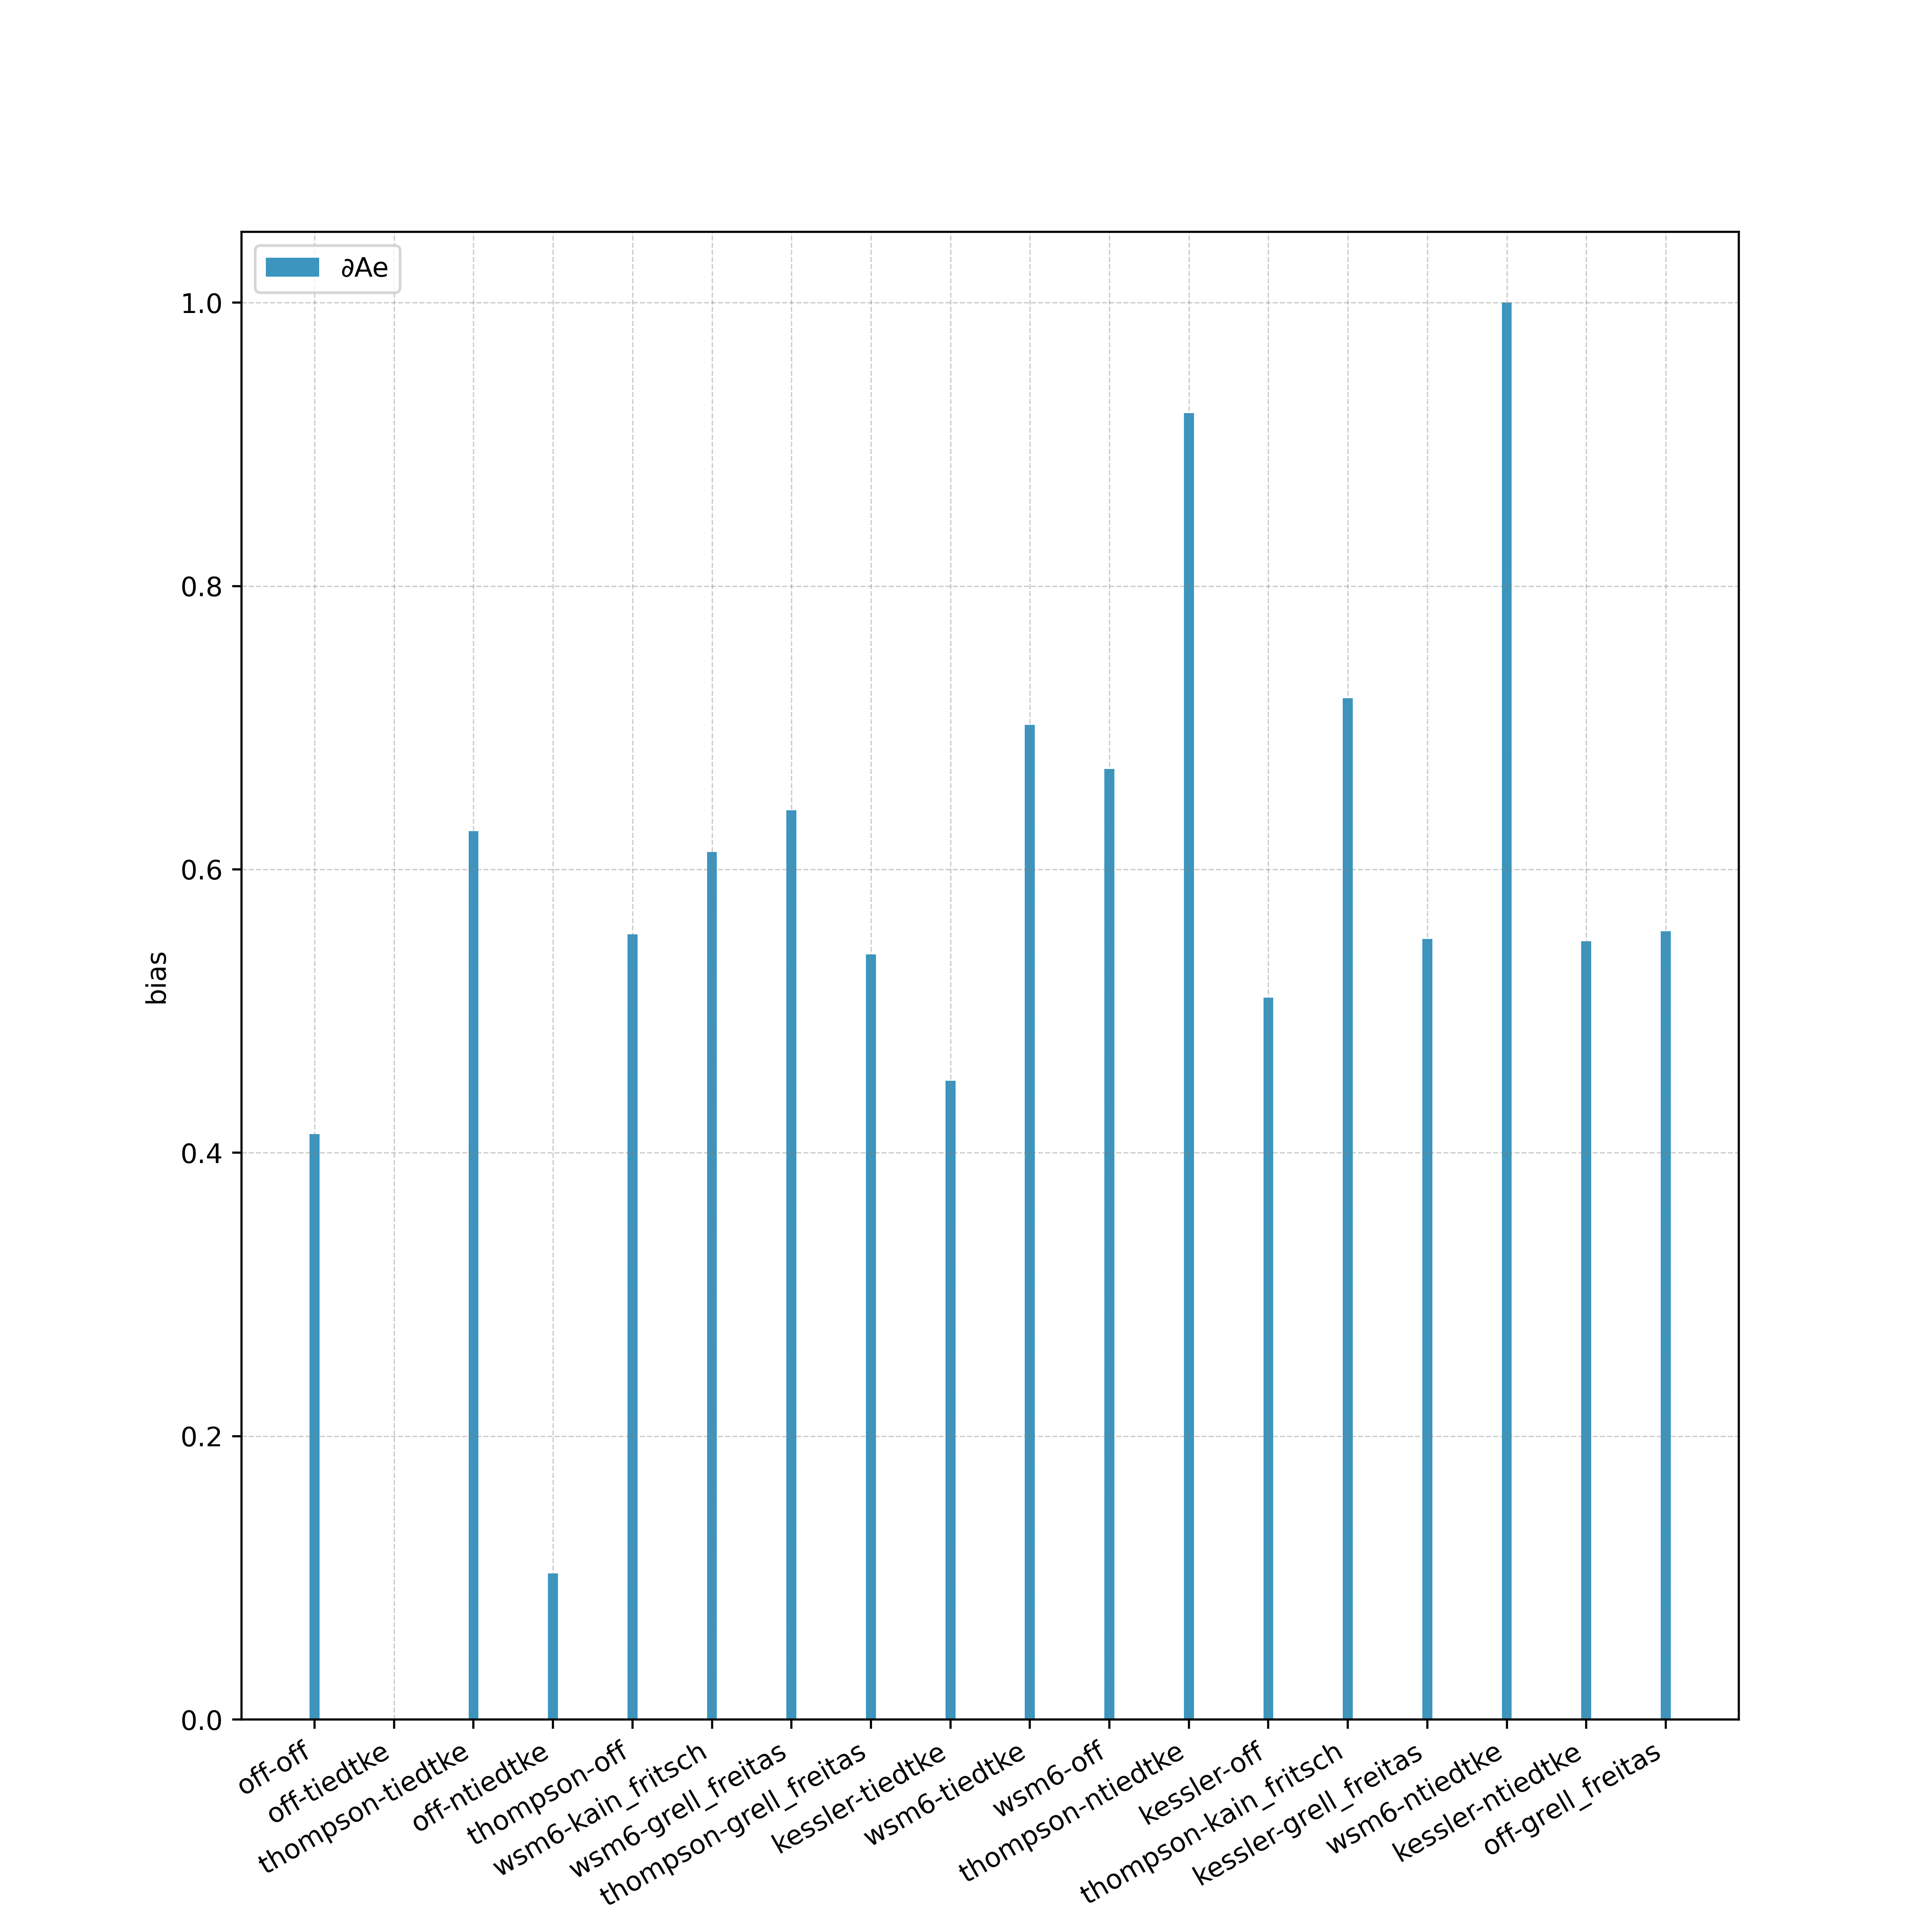 ∂Ae
1.0
0.8
0.6
0.4
0.2
0.0
bias
off-off
off-tiedtke
thompson-tiedtke
off-ntiedtke
thompson-off
wsm6-kain_fritsch
wsm6-grell_freitas
thompson-grell_freitas
kessler-tiedtke
wsm6-tiedtke
wsm6-off
thompson-ntiedtke
kessler-off
thompson-kain_fritsch
kessler-grell_freitas
wsm6-ntiedtke
kessler-ntiedtke
off-grell_freitas